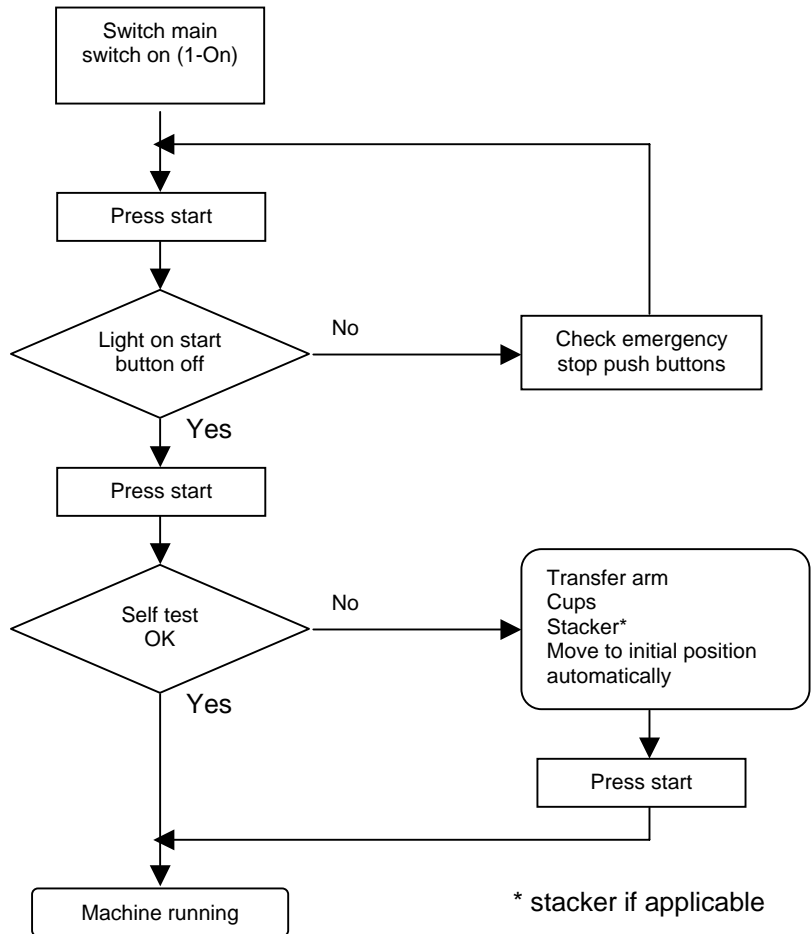 Switch main
switch on (1-On)
Press start
Light on start
button off
No
Check emergency
stop push buttons
Yes
Press start
Self test
OK
No
Transfer arm
Cups
Stacker*
Move to initial position
automatically
Yes
Press start
Machine running
* stacker if applicable